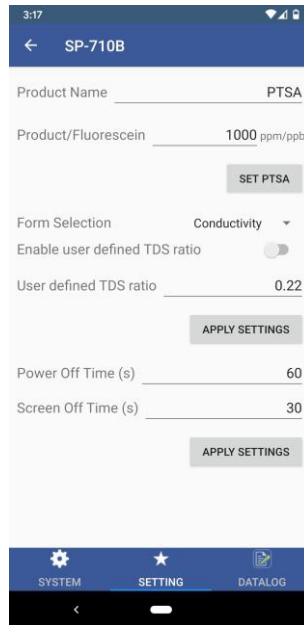 3:17
SP-710B
Product Name PTSA
Product/Fluorescein 1000 ppm/ppb
SET PTSA
Form Selection Conductivity
Enable user defined TDS ratio
User defined TDS ratio 0.22
APPLY SETTINGS
Power Off Time (s) 60
Screen Off Time (s) 30
APPLY SETTINGS
SYSTEM SETTING DATALOG